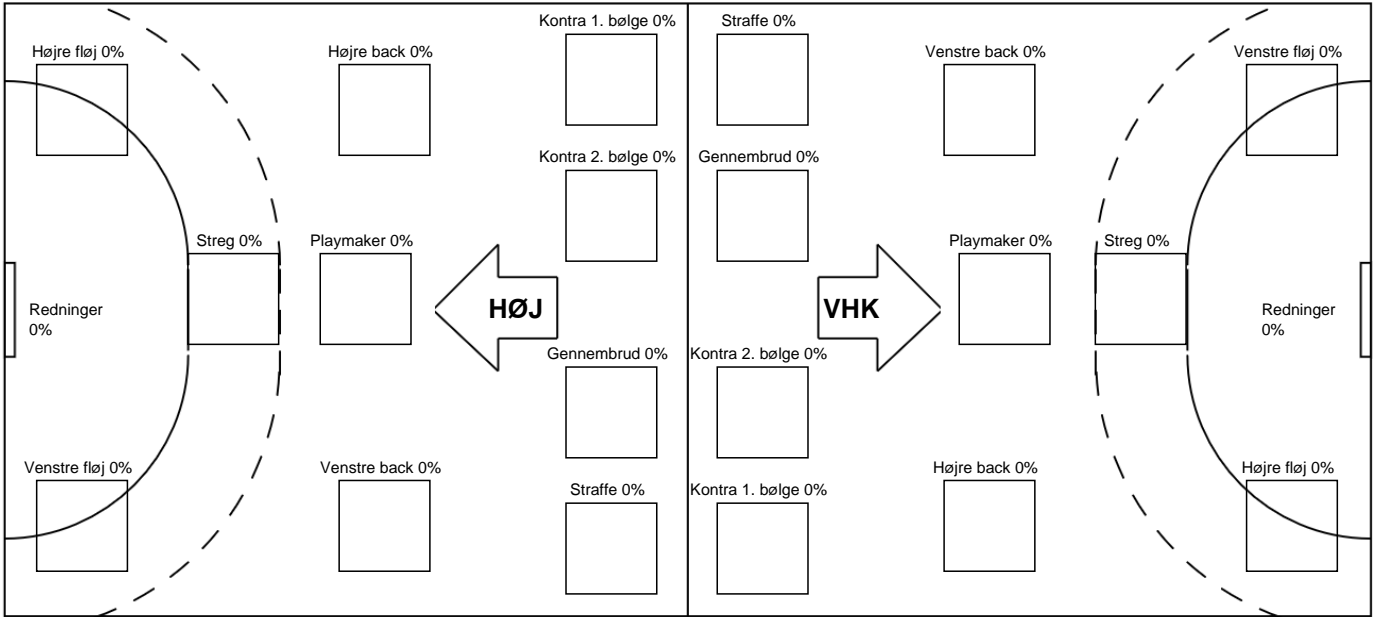 Kontra 1. bølge 0%
Straffe 0%
Højre fløj 0%
Højre back 0%
Venstre back 0%
Venstre fløj 0%
Kontra 2. bølge 0%
Gennembrud 0%
Streg 0%
Playmaker 0%
Playmaker 0%
Streg 0%
Redninger
0%
HØJ
VHK
Redninger
0%
Gennembrud 0%
Kontra 2. bølge 0%
Venstre fløj 0%
Venstre back 0%
Højre back 0%
Højre fløj 0%
Straffe 0%
Kontra 1. bølge 0%